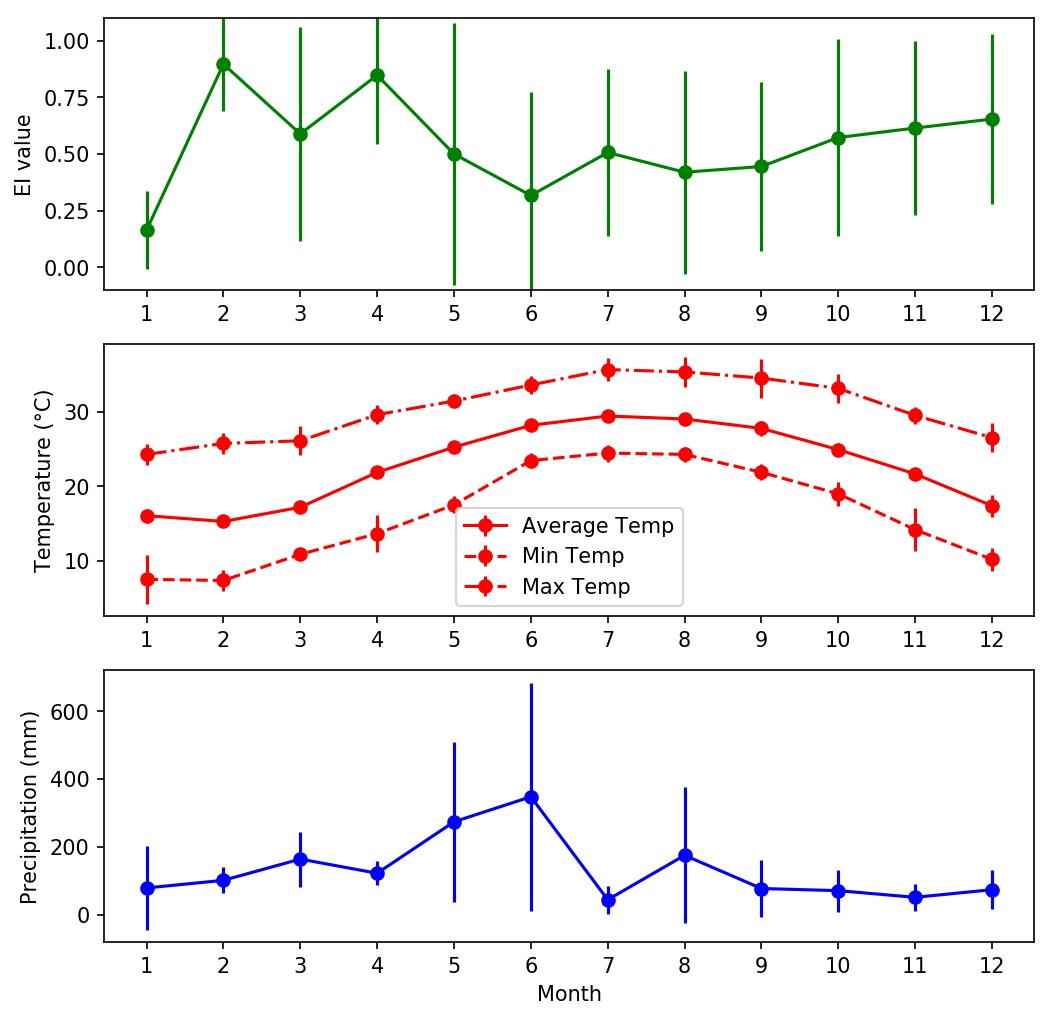 EI value
1.00
0.75
0.50
0.25
0.00
1 2 3 4 5 6 7 8 9 10 11 12
Temperature (°C)
30
20
10
Average Temp
Min Temp
Max Temp
1 2 3 4 5 6 7 8 9 10 11 12
Precipitation (mm)
600
400
200
0
1 2 3 4 5 6 7 8 9 10 11 12
Month